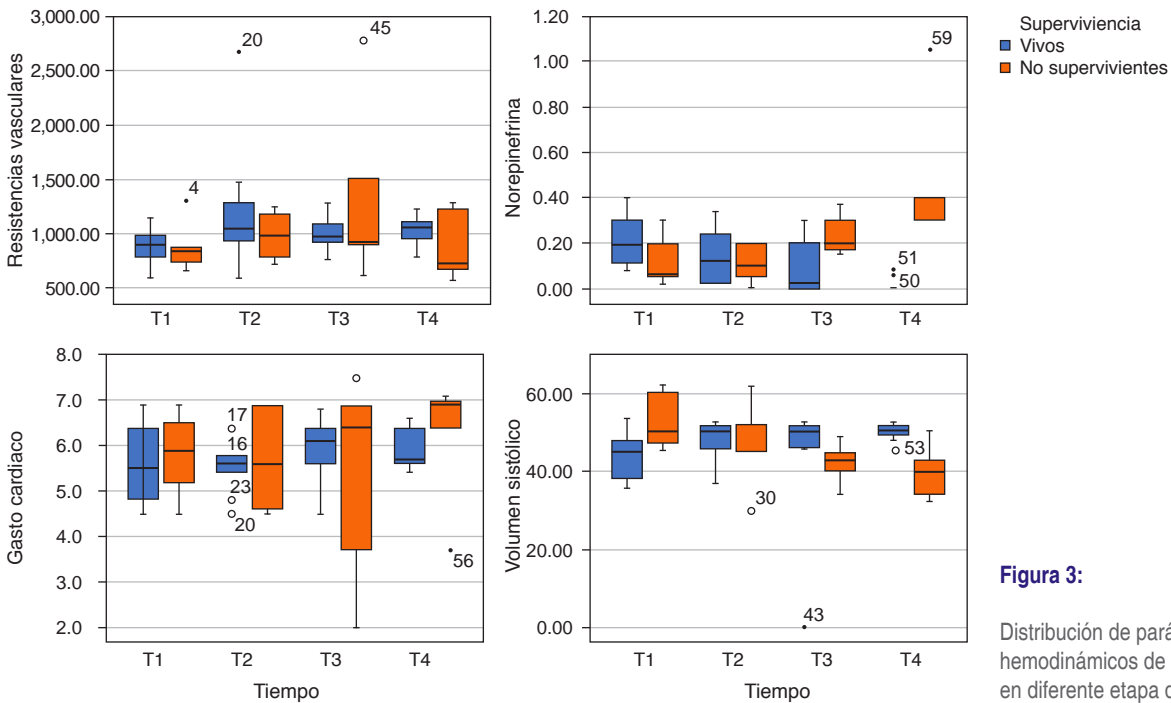 3,000.00
2,500.00
2,000.00
1,500.00
1,000.00
500.00
Resistencias vasculares
20
45
4
T1 T2 T3 T4
1.20
1.00
0.80
0.60
0.40
0.20
0.00
Norepinefrina
59
51
50
T1 T2 T3 T4
Superviviencia
Vivos
No supervivientes
8.0
7.0
6.0
5.0
4.0
3.0
2.0
Gasto cardiaco
17
16
23
20
56
T1 T2 T3 T4
Tiempo
60.00
40.00
20.00
0.00
Volumen sistólico
30
43
53
T1 T2 T3 T4
Tiempo
Figura 3:
Distribución de pará
hemodinámicos de
en diferente etapa